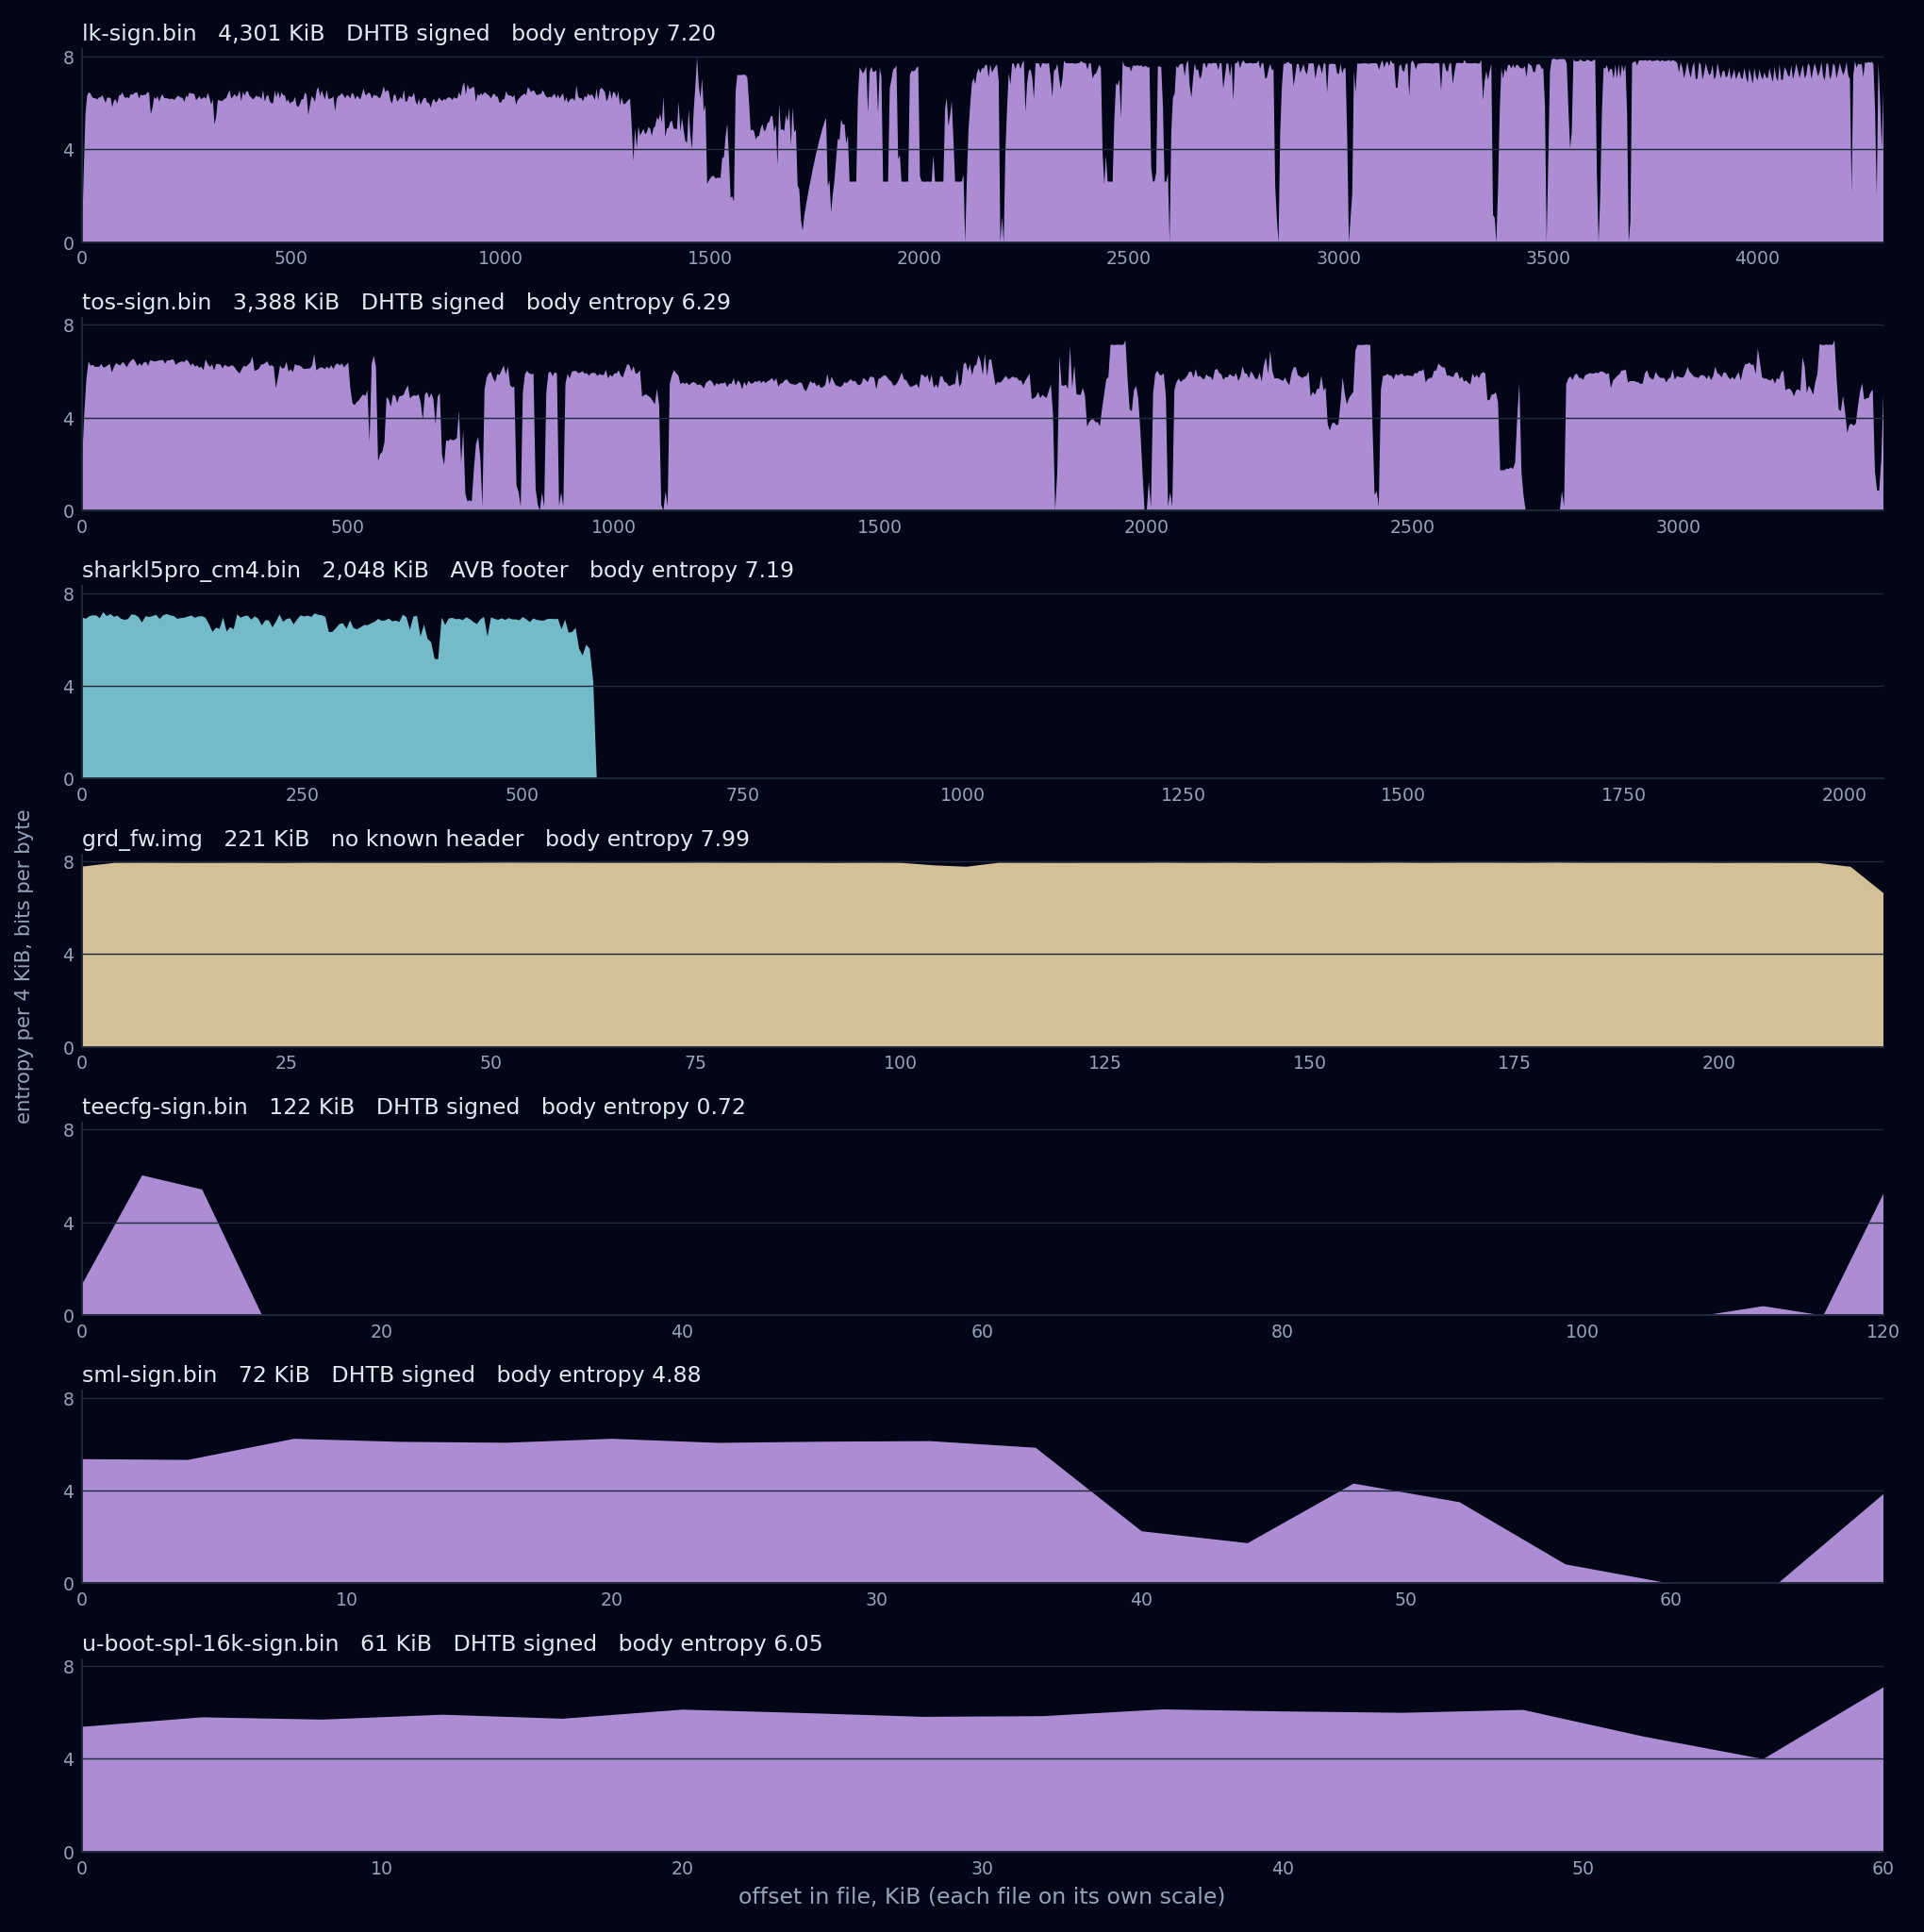 lk-sign.bin   4,301 KiB   DHTB signed   body entropy 7.20
8
4
0
0 500 1000 1500 2000 2500 3000 3500 4000
tos-sign.bin   3,388 KiB   DHTB signed   body entropy 6.29
8
4
0
0 500 1000 1500 2000 2500 3000
sharkl5pro_cm4.bin   2,048 KiB   AVB footer   body entropy 7.19
8
4
0
0 250 500 750 1000 1250 1500 1750 2000
grd_fw.img   221 KiB   no known header   body entropy 7.99
8
4
0
0 25 50 75 100 125 150 175 200
entropy per 4 KiB, bits per byte
teecfg-sign.bin   122 KiB   DHTB signed   body entropy 0.72
8
4
0
0 20 40 60 80 100 120
sml-sign.bin   72 KiB   DHTB signed   body entropy 4.88
8
4
0
0 10 20 30 40 50 60
u-boot-spl-16k-sign.bin   61 KiB   DHTB signed   body entropy 6.05
8
4
0
0 10 20 30 40 50 60
offset in file, KiB (each file on its own scale)